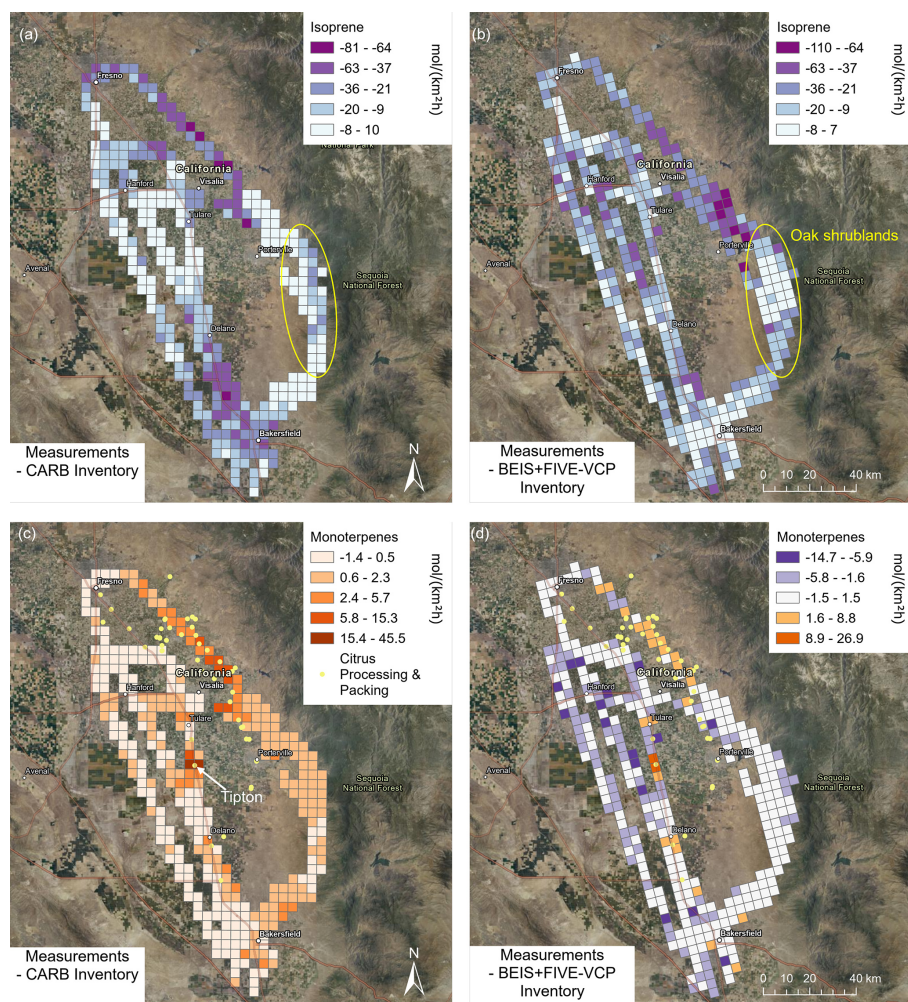 (a)
Isoprene
-81 - -64
-63 - -37
-36 - -21
-20 - -9
-8 - 10
mol/(km²h)
Fresno
National Park
California
Visalia
Hanford
Tulare
Porterville
Avenal
Sequoia
National Forest
Delano
Bakersfield
Measurements
- CARB Inventory
N
(b)
Isoprene
-110 - -64
-63 - -37
-36 - -21
-20 - -9
-8 - 7
mol/(km²h)
Fresno
California
Visalia
Hanford
Tulare
Oak shrublands
Porterville
Avenal
Sequoia
National Forest
Delano
Bakersfield
Measurements
- BEIS+FIVE-VCP
Inventory
0 10 20 40 km
(c)
Monoterpenes
-1.4 - 0.5
0.6 - 2.3
2.4 - 5.7
5.8 - 15.3
15.4 - 45.5
Citrus
Processing &
Packing
mol/(km²h)
Fresno
California
Visalia
Hanford
Tulare
Porterville
Avenal
Tipton
Sequoia
National Forest
Delano
Bakersfield
Measurements
- CARB Inventory
N
(d)
Monoterpenes
-14.7 - -5.9
-5.8 - -1.6
-1.5 - 1.5
1.6 - 8.8
8.9 - 26.9
mol/(km²h)
Fresno
California
Visalia
Hanford
Tulare
Porterville
Avenal
Sequoia
National Forest
Delano
Bakersfield
Measurements
- BEIS+FIVE-VCP
Inventory
0 10 20 40 km